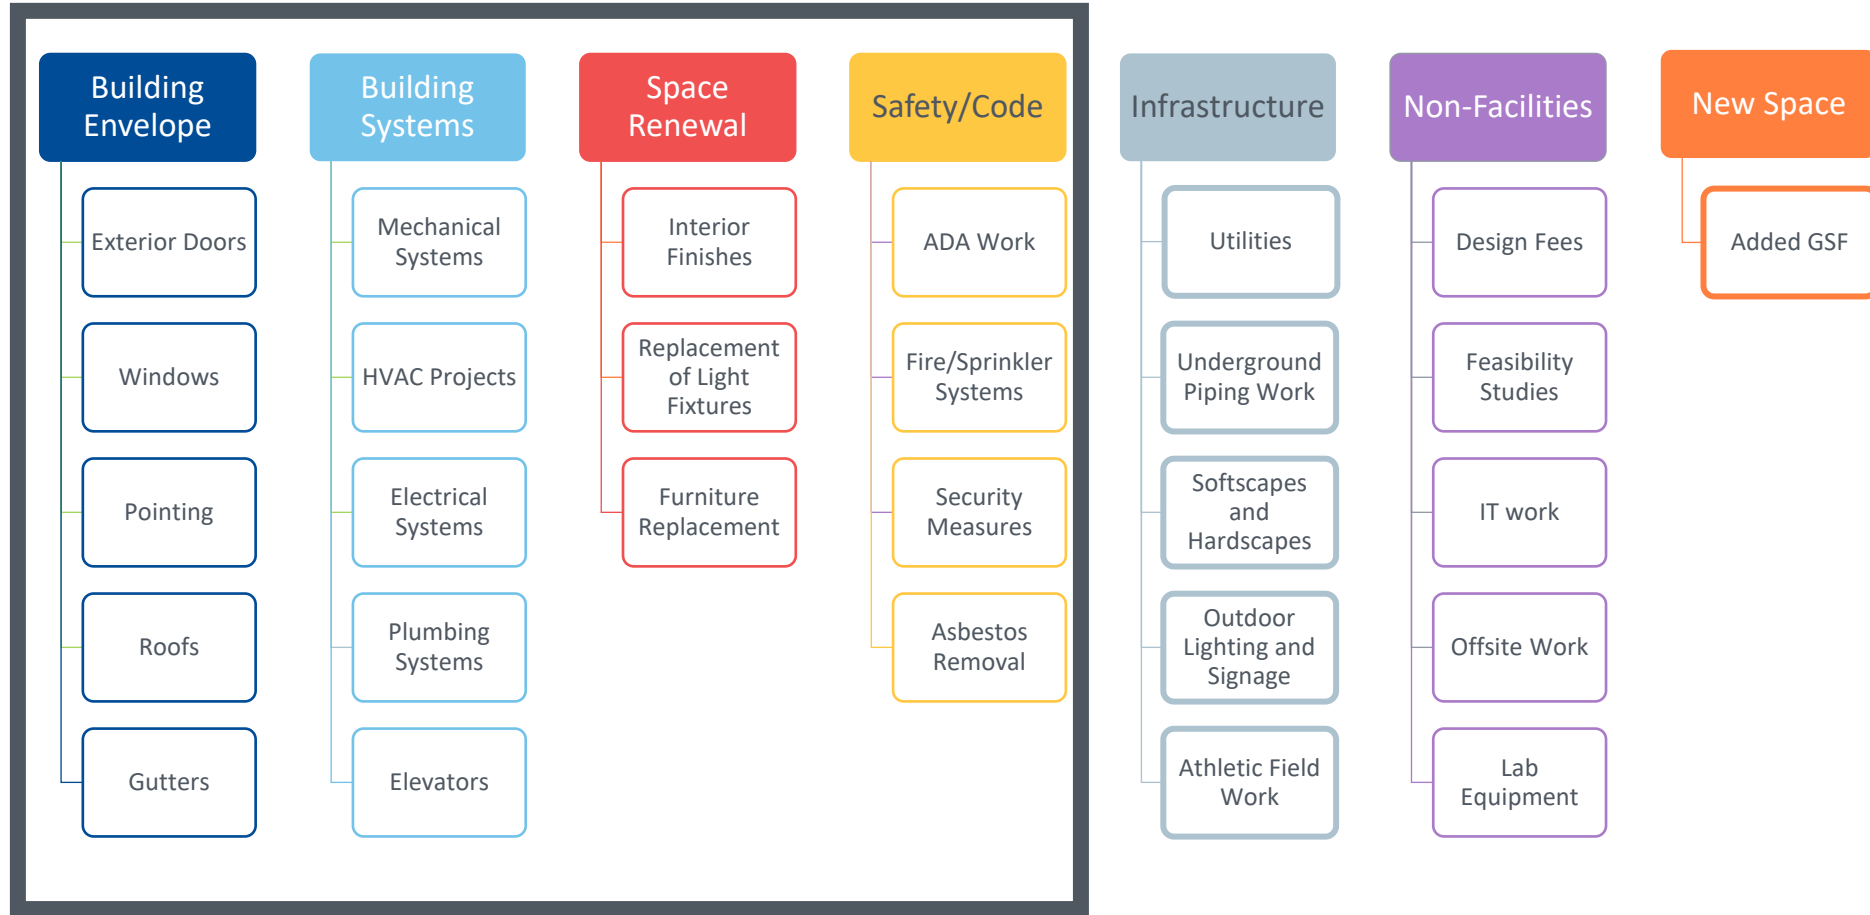 Building
Envelope
Exterior Doors
Windows
Pointing
Roofs
Gutters
Building
Systems
Mechanical
Systems
HVAC Projects
Electrical
Systems
Plumbing
Systems
Elevators
Space
Renewal
Interior
Finishes
Replacement
of Light
Fixtures
Furniture
Replacement
Safety/Code
ADA Work
Fire/Sprinkler
Systems
Security
Measures
Asbestos
Removal
Infrastructure
Utilities
Underground
Piping Work
Softscapes
and
Hardscapes
Outdoor
Lighting and
Signage
Athletic Field
Work
Non-Facilities
Design Fees
Feasibility
Studies
IT work
Offsite Work
Lab
Equipment
New Space
Added GSF